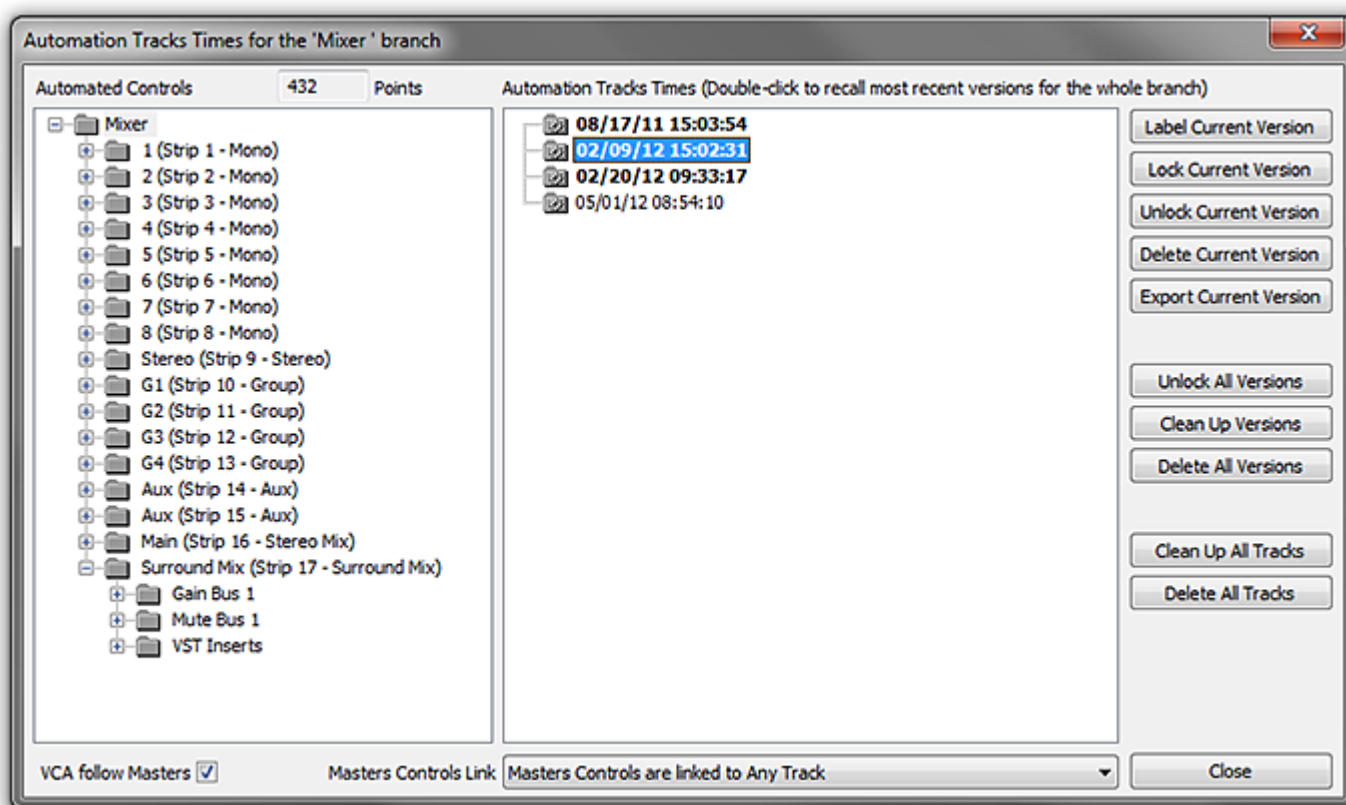 Automation Tracks Times for the 'Mixer ' branch
Automated Controls 432 Points
Automation Tracks Times (Double-click to recall most recent versions for the whole branch)
Mixer
1 (Strip 1 - Mono)
2 (Strip 2 - Mono)
3 (Strip 3 - Mono)
4 (Strip 4 - Mono)
5 (Strip 5 - Mono)
6 (Strip 6 - Mono)
7 (Strip 7 - Mono)
8 (Strip 8 - Mono)
Stereo (Strip 9 - Stereo)
G1 (Strip 10 - Group)
G2 (Strip 11 - Group)
G3 (Strip 12 - Group)
G4 (Strip 13 - Group)
Aux (Strip 14 - Aux)
Aux (Strip 15 - Aux)
Main (Strip 16 - Stereo Mix)
Surround Mix (Strip 17 - Surround Mix)
Gain Bus 1
Mute Bus 1
VST Inserts
08/17/11 15:03:54
02/09/12 15:02:31
02/20/12 09:33:17
05/01/12 08:54:10
Label Current Version
Lock Current Version
Unlock Current Version
Delete Current Version
Export Current Version
Unlock All Versions
Clean Up Versions
Delete All Versions
Clean Up All Tracks
Delete All Tracks
VCA follow Masters
Masters Controls Link Masters Controls are linked to Any Track
Close